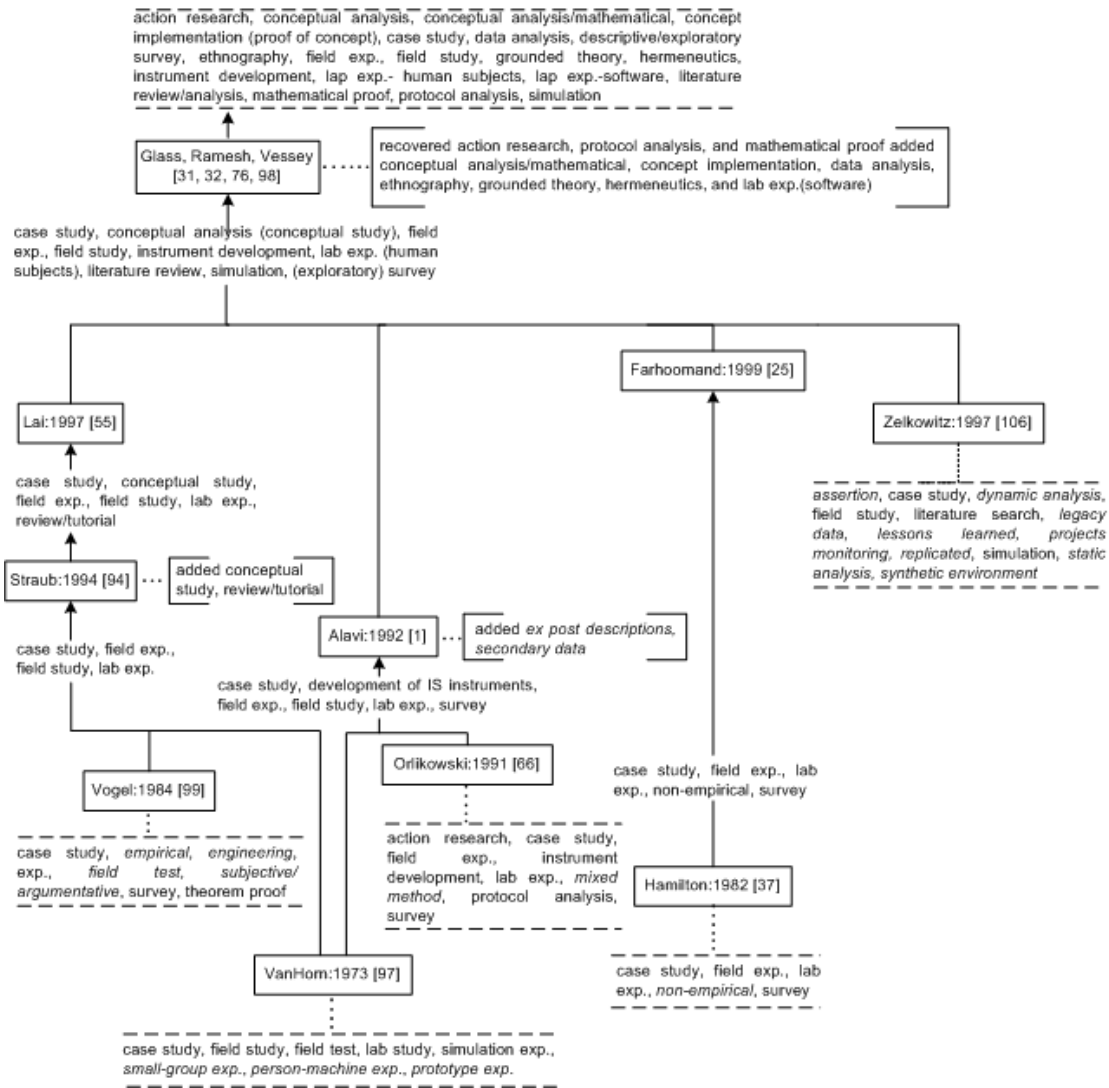 action research, conceptual analysis, conceptual analysis/mathematical, concept
implementation (proof of concept), case study, data analysis, descriptive/exploratory
survey, ethnography, field exp., field study, grounded theory, hermeneutics,
instrument development, lap exp.- human subjects, lap exp.-software, literature
review/analysis, mathematical proof, protocol analysis, simulation
Glass, Ramesh, Vessey
[31, 32, 76, 98]
recovered action research, protocol analysis, and mathematical proof added
conceptual analysis/mathematical, concept implementation, data analysis,
ethnography, grounded theory, hermeneutics, and lab exp.(software)
case study, conceptual analysis (conceptual study), field
exp., field study, instrument development, lab exp. (human
subjects), literature review, simulation, (exploratory) survey
Farhoomand:1999 [25]
Lai:1997 [55]
Zelkowitz:1997 [106]
case study, conceptual study,
field exp., field study, lab exp.,
review/tutorial
assertion, case study, dynamic analysis,
field study, literature search, legacy
data, lessons learned, projects
monitoring, replicated, simulation, static
analysis, synthetic environment
Straub:1994 [94]
added conceptual
study, review/tutorial
Alavi:1992 [1]
added ex post descriptions,
secondary data
case study, field exp.,
field study, lab exp.
case study, development of IS instruments,
field exp., field study, lab exp., survey
Orlikowski:1991 [66]
Vogel:1984 [99]
case study, field exp., lab
exp., non-empirical, survey
case study, empirical, engineering,
exp., field test, subjective/
argumentative, survey, theorem proof
action research, case study,
field exp., instrument
development, lab exp., mixed
method, protocol analysis,
survey
Hamilton:1982 [37]
VanHorn:1973 [97]
case study, field exp., lab
exp., non-empirical, survey
case study, field study, field test, lab study, simulation exp.,
small-group exp., person-machine exp., prototype exp.